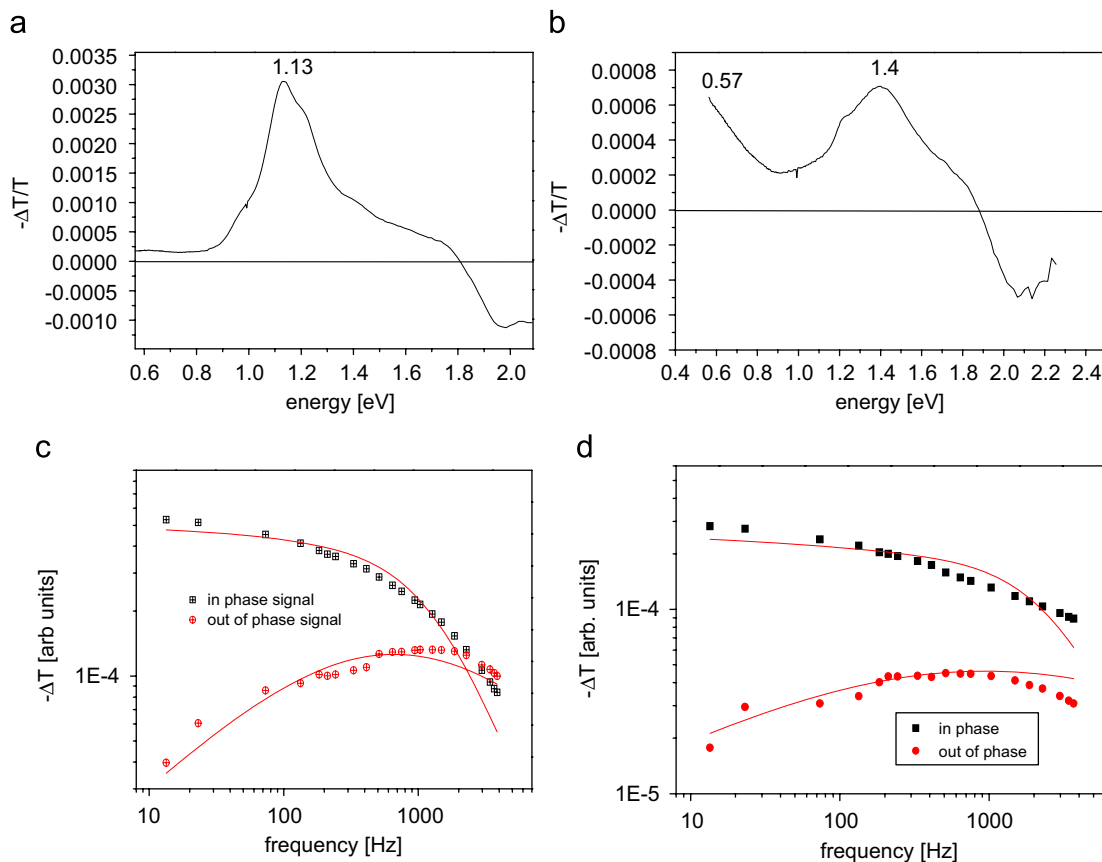 a
0.0035
0.0030
0.0025
0.0020
0.0015
0.0010
0.0005
0.0000
-0.0005
-0.0010
-ΔT/T
1.13
0.6 0.8 1.0 1.2 1.4 1.6 1.8 2.0
energy [eV]
b
0.0008
0.0006
0.0004
0.0002
0.0000
-0.0002
-0.0004
-0.0006
-0.0008
-ΔT/T
0.57
1.4
0.4 0.6 0.8 1.0 1.2 1.4 1.6 1.8 2.0 2.2 2.4
energy [eV]
c
-ΔT [arb units]
1E-4
in phase signal
out of phase signal
10 100 1000
frequency [Hz]
d
-ΔT [arb. units]
1E-4
1E-5
in phase
out of phase
10 100 1000
frequency [Hz]